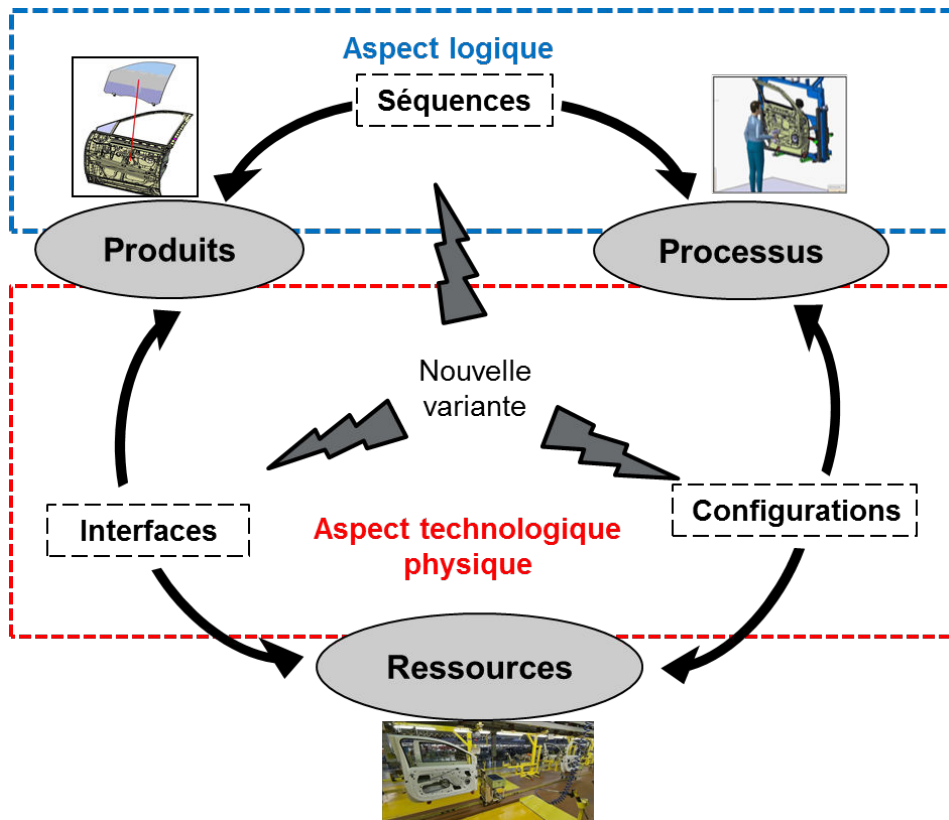 Aspect logique
Séquences
Produits
Processus
Nouvelle
variante
Interfaces
Configurations
Aspect technologique
physique
Ressources